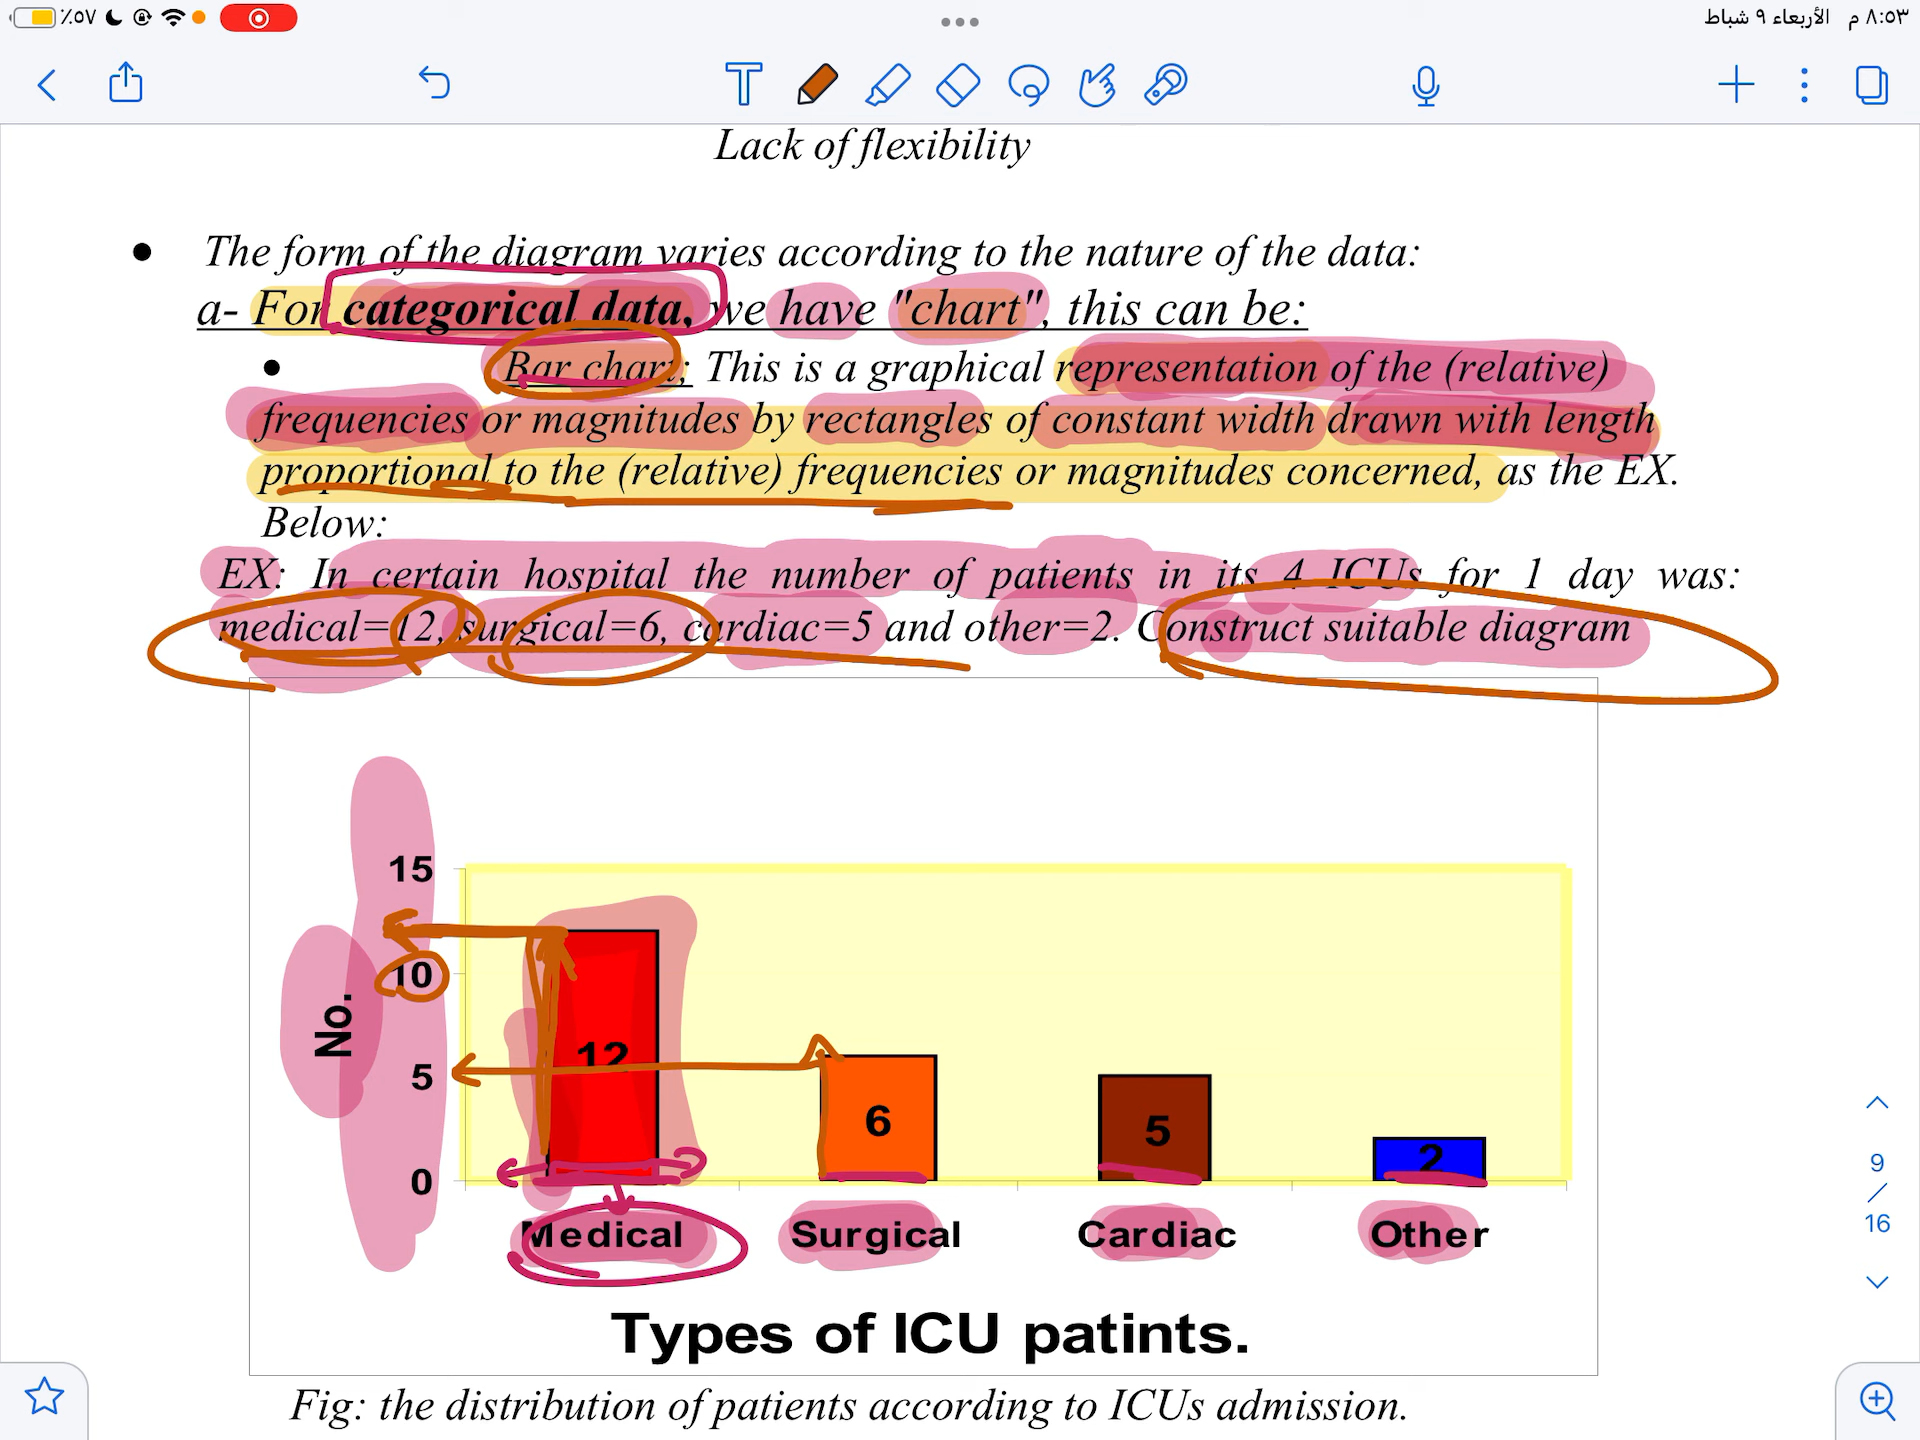 ٪٥٧
٨:٥٣ م الأربعاء ٩ شباط
Lack of flexibility
• The form of the diagram varies according to the nature of the data:
a- For categorical data, we have "chart", this can be:
• Bar chart; This is a graphical representation of the (relative)
frequencies or magnitudes by rectangles of constant width drawn with length
proportional to the (relative) frequencies or magnitudes concerned, as the EX.
Below:
EX: In certain hospital the number of patients in its 4 ICUs for 1 day was:
medical=12, surgical=6, cardiac=5 and other=2. Construct suitable diagram
15
10
5
0
No.
12
6
5
2
Medical Surgical Cardiac Other
Types of ICU patints.
Fig: the distribution of patients according to ICUs admission.
9
/
16